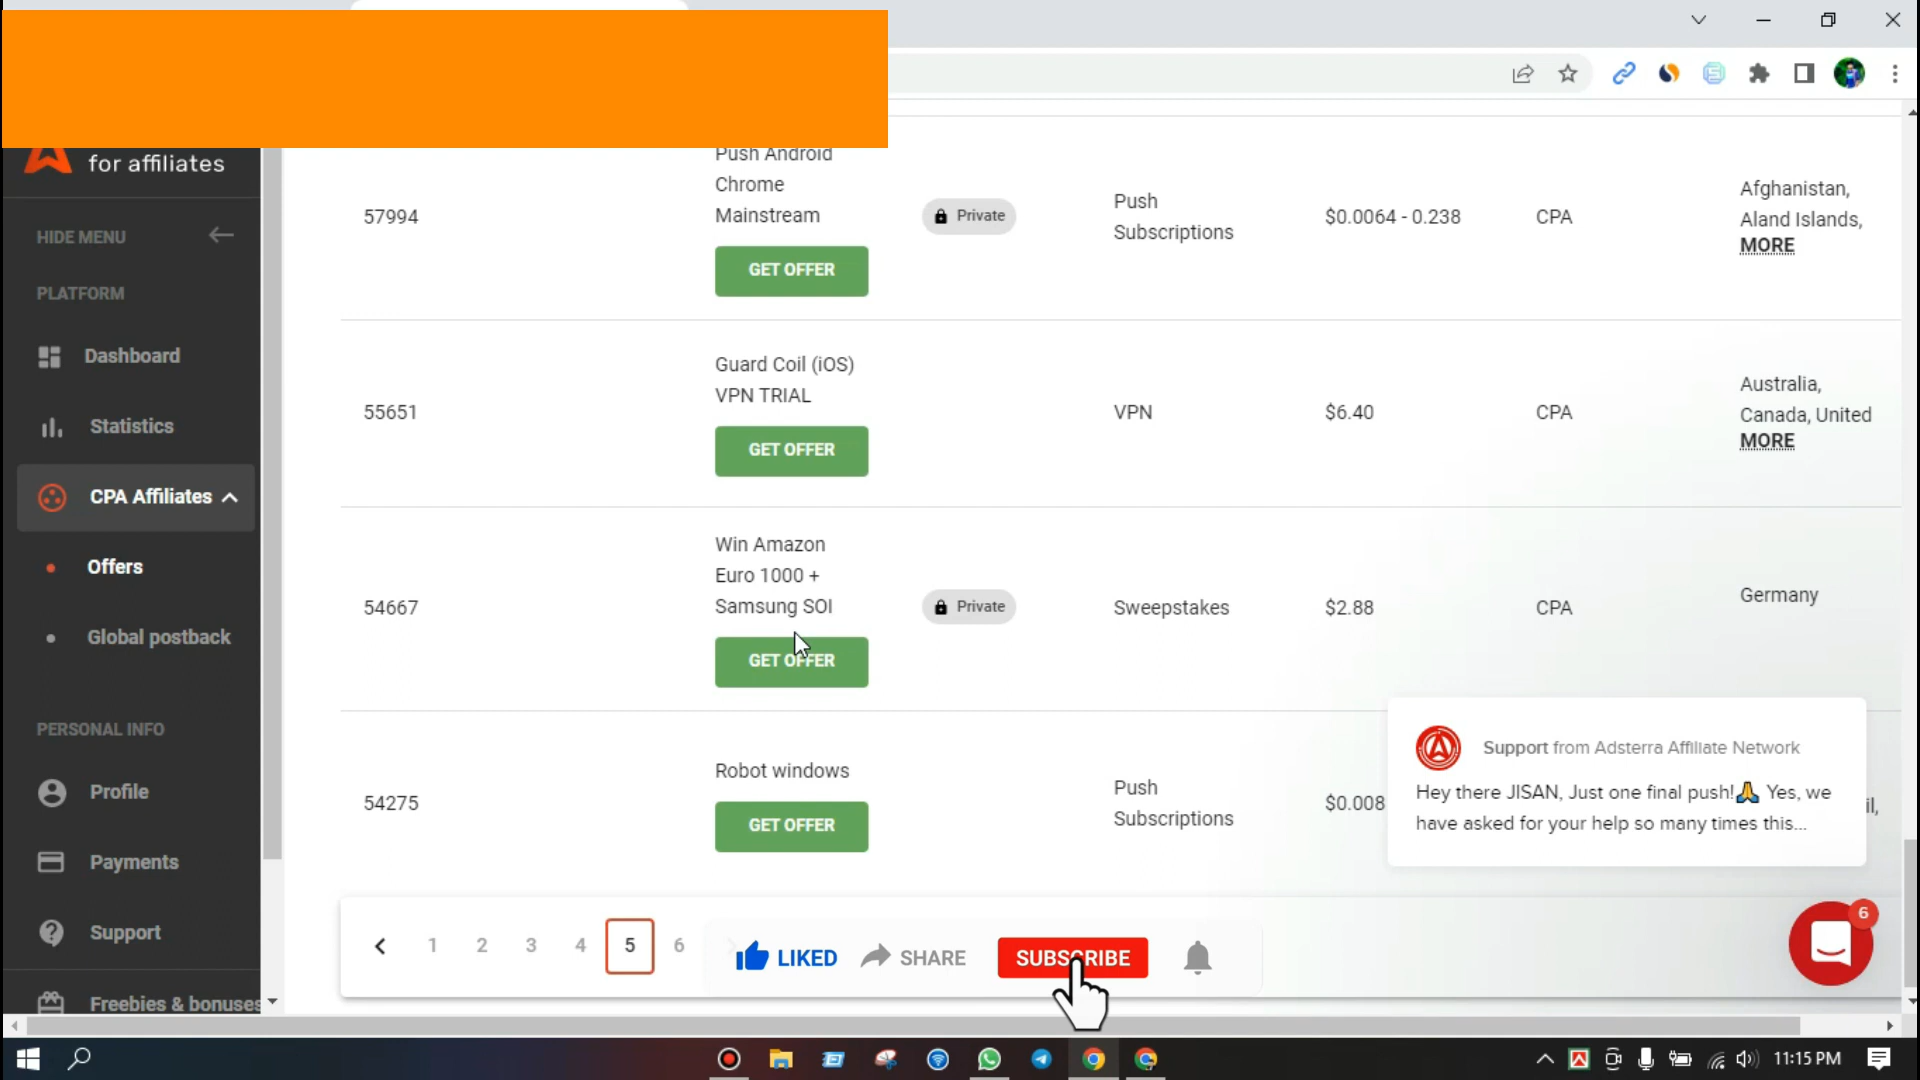 for affiliates
HIDE MENU
PLATFORM
Dashboard
Statistics
CPA Affiliates
Offers
Global postback
PERSONAL INFO
Profile
Payments
Support
Freebies & bonuses
57994
Push Android
Chrome
Mainstream
GET OFFER
Private
Push
Subscriptions
$0.0064 - 0.238
CPA
Afghanistan,
Aland Islands,
MORE
55651
Guard Coil (iOS)
VPN TRIAL
GET OFFER
VPN
$6.40
CPA
Australia,
Canada, United
MORE
54667
Win Amazon
Euro 1000 +
Samsung SOI
GET OFFER
Private
Sweepstakes
$2.88
CPA
Germany
54275
Robot windows
GET OFFER
Push
Subscriptions
$0.008
il,
Support from Adsterra Affiliate Network
Hey there JISAN, Just one final push!🙏 Yes, we
have asked for your help so many times this...
6
1 2 3 4 5 6
LIKED SHARE SUBSCRIBE
11:15 PM